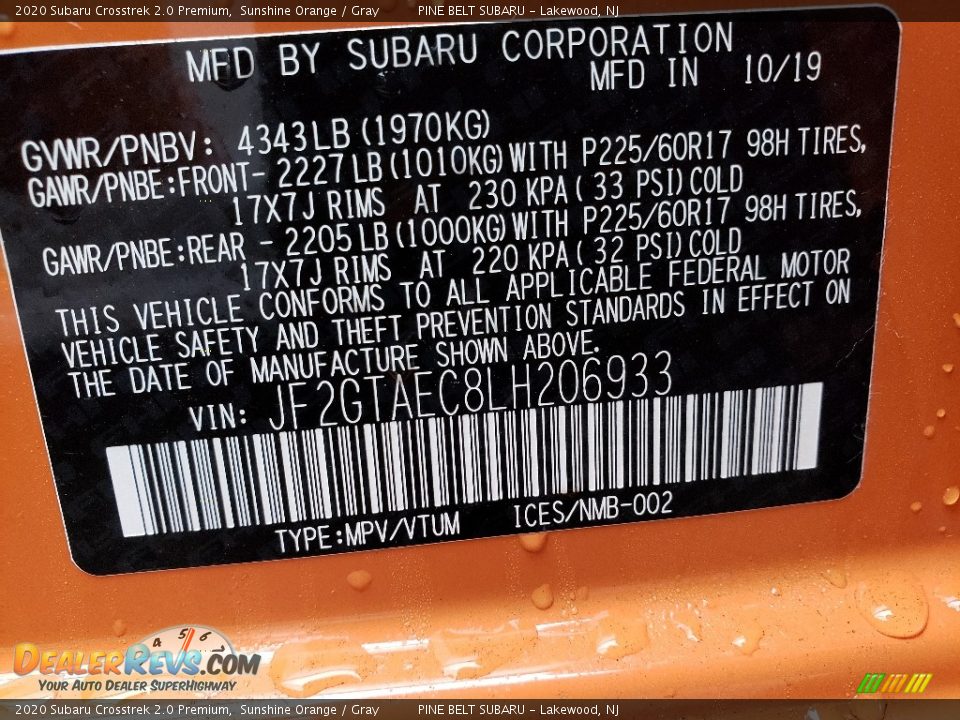 2020 Subaru Crosstrek 2.0 Premium, Sunshine Orange / Gray PINE BELT SUBARU - Lakewood, NJ
MFD BY SUBARU CORPORATION
MFD IN 10/19
GVWR/PNBV: 4343LB (1970KG)
GAWR/PNBE:FRONT- 2227LB (1010KG) WITH P225/60R17 98H TIRES,
17X7J RIMS AT 230 KPA (33 PSI) COLD
GAWR/PNBE:REAR - 2205LB (1000KG) WITH P225/60R17 98H TIRES,
17X7J RIMS AT 220 KPA (32 PSI) COLD
THIS VEHICLE CONFORMS TO ALL APPLICABLE FEDERAL MOTOR
VEHICLE SAFETY AND THEFT PREVENTION STANDARDS IN EFFECT ON
THE DATE OF MANUFACTURE SHOWN ABOVE.
VIN: JF2GTAEC8LH206933
TYPE:MPV/VTUM ICES/NMB-002
4 5 6
DEALERREVS.COM
YOUR AUTO DEALER SUPERHIGHWAY
2020 Subaru Crosstrek 2.0 Premium, Sunshine Orange / Gray PINE BELT SUBARU - Lakewood, NJ